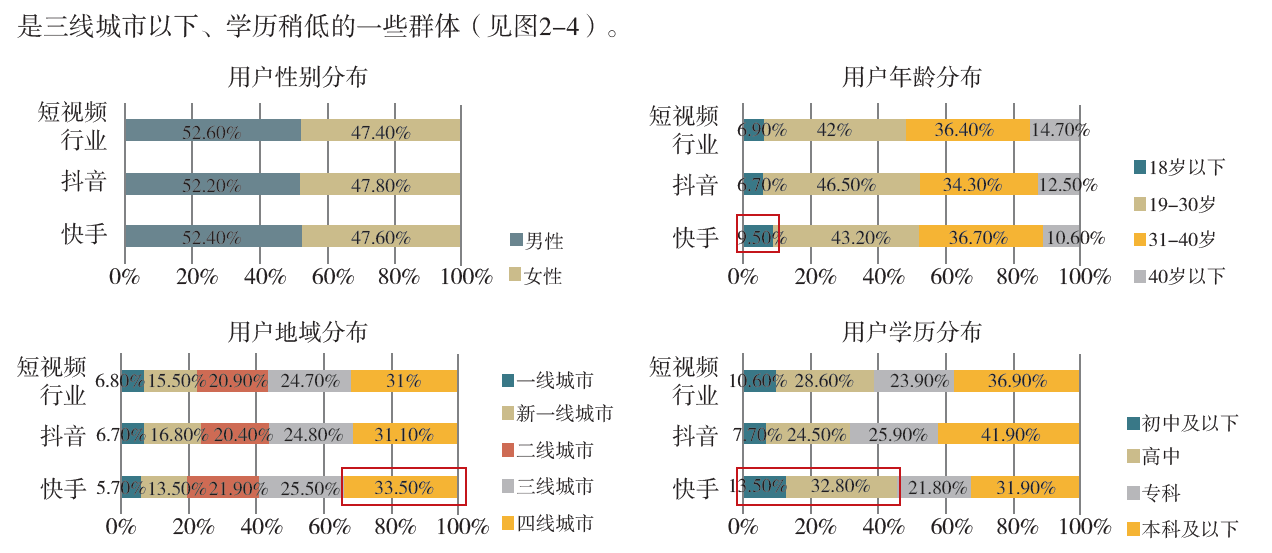 是三线城市以下、学历稍低的一些群体（见图2-4）。
用户性别分布
短视频
行业
52.60% 47.40%
抖音
52.20% 47.80%
快手
52.40% 47.60%
0% 20% 40% 60% 80% 100%
男性
女性
用户年龄分布
短视频
行业
6.90% 42% 36.40% 14.70%
抖音
6.70% 46.50% 34.30% 12.50%
快手
9.50% 43.20% 36.70% 10.60%
0% 20% 40% 60% 80% 100%
18岁以下
19-30岁
31-40岁
40岁以下
用户地域分布
短视频
行业
6.80% 15.50% 20.90% 24.70% 31%
抖音
6.70% 16.80% 20.40% 24.80% 31.10%
快手
5.70% 13.50% 21.90% 25.50% 33.50%
0% 20% 40% 60% 80% 100%
一线城市
新一线城市
二线城市
三线城市
四线城市
用户学历分布
短视频
行业
10.60% 28.60% 23.90% 36.90%
抖音
7.70% 24.50% 25.90% 41.90%
快手
13.50% 32.80% 21.80% 31.90%
0% 20% 40% 60% 80% 100%
初中及以下
高中
专科
本科及以下